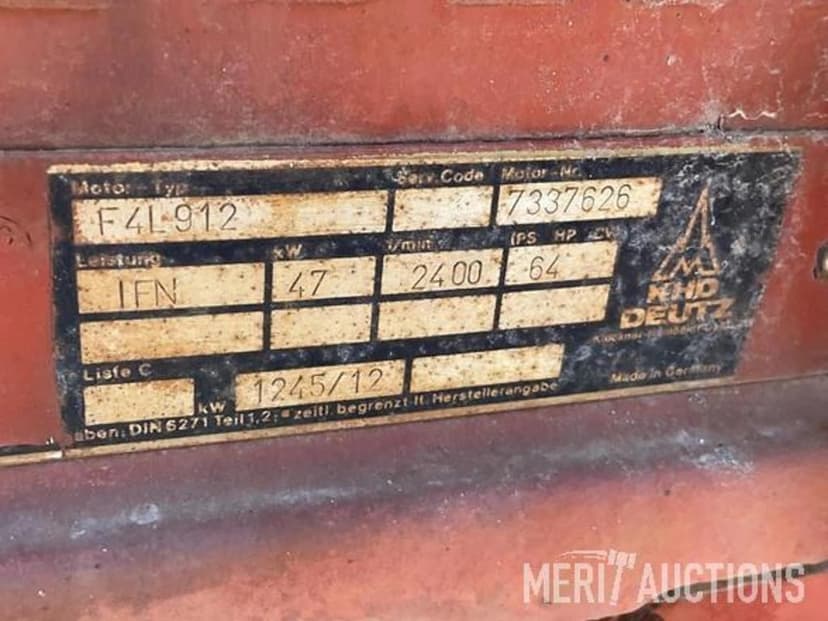 Motor-Typ Serv.Code Motor-Nr.
F4L912 7337626
Leistung kW 1/min (PS HP CV)
IFN 47 2400 64
KHD
DEUTZ
Liste C
kW 1245/12
Made in Germany
aben: DIN 6271 Teil 1,2; zeitl. begrenzt lt. Herstellerangabe
MERIT AUCTIONS